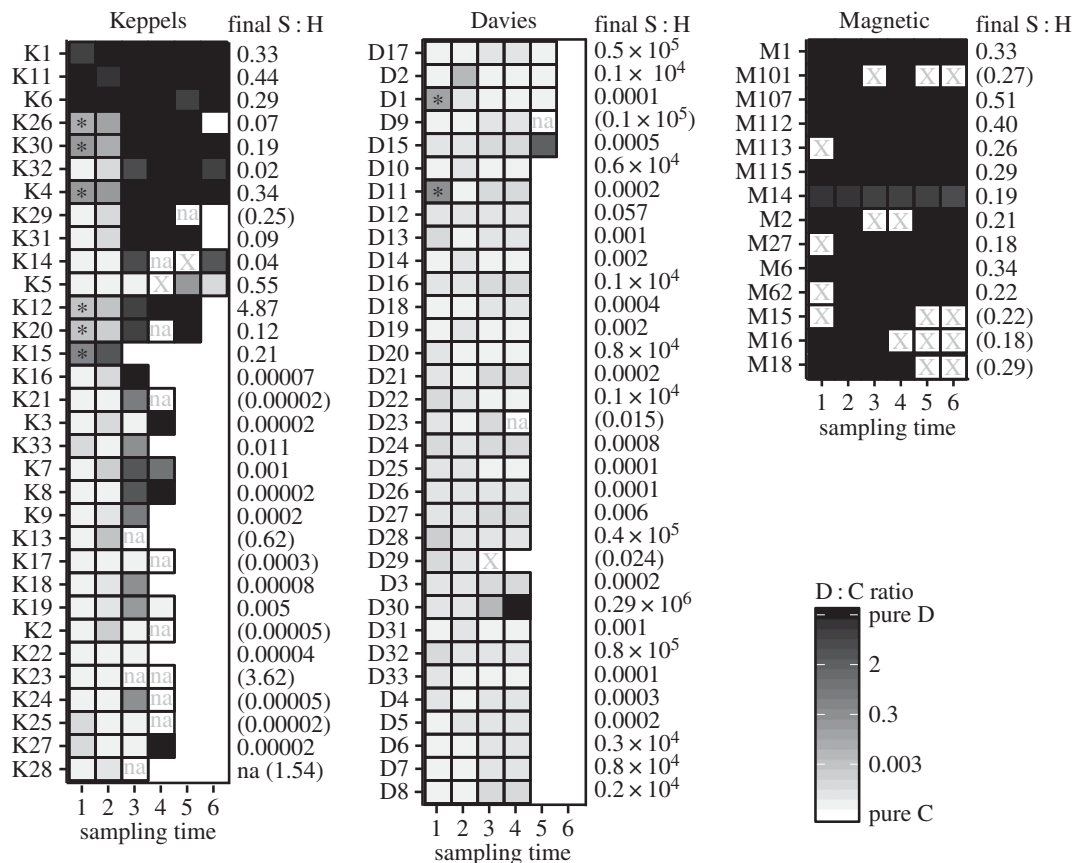 Keppels final S : H
K1 0.33
K11 0.44
K6 0.29
K26 * 0.07
K30 * 0.19
K32 0.02
K4 * 0.34
K29 na (0.25)
K31 0.09
K14 na X 0.04
K5 X 0.55
K12 * 4.87
K20 * na 0.12
K15 * 0.21
K16 0.00007
K21 na (0.00002)
K3 0.00002
K33 0.011
K7 0.001
K8 0.00002
K9 0.0002
K13 na (0.62)
K17 na (0.0003)
K18 0.00008
K19 0.005
K2 na (0.00005)
K22 0.00004
K23 na na (3.62)
K24 na (0.00005)
K25 na (0.00002)
K27 0.00002
K28 na na (1.54)
1 2 3 4 5 6
sampling time
Davies final S : H
D17 0.5 × 10⁵
D2 0.1 × 10⁴
D1 * 0.0001
D9 na (0.1 × 10⁵)
D15 0.0005
D10 0.6 × 10⁴
D11 * 0.0002
D12 0.057
D13 0.001
D14 0.002
D16 0.1 × 10⁴
D18 0.0004
D19 0.002
D20 0.8 × 10⁴
D21 0.0002
D22 0.1 × 10⁴
D23 na (0.015)
D24 0.0008
D25 0.0001
D26 0.0001
D27 0.006
D28 0.4 × 10⁵
D29 X (0.024)
D3 0.0002
D30 0.29 × 10⁶
D31 0.001
D32 0.8 × 10⁵
D33 0.0001
D4 0.0003
D5 0.0002
D6 0.3 × 10⁴
D7 0.8 × 10⁴
D8 0.2 × 10⁴
1 2 3 4 5 6
sampling time
Magnetic final S : H
M1 0.33
M101 X X X (0.27)
M107 0.51
M112 0.40
M113 X 0.26
M115 0.29
M14 0.19
M2 X X 0.21
M27 X 0.18
M6 0.34
M62 X 0.22
M15 X X X (0.22)
M16 X X X (0.18)
M18 X X (0.29)
1 2 3 4 5 6
sampling time
D : C ratio
pure D
2
0.3
0.003
pure C